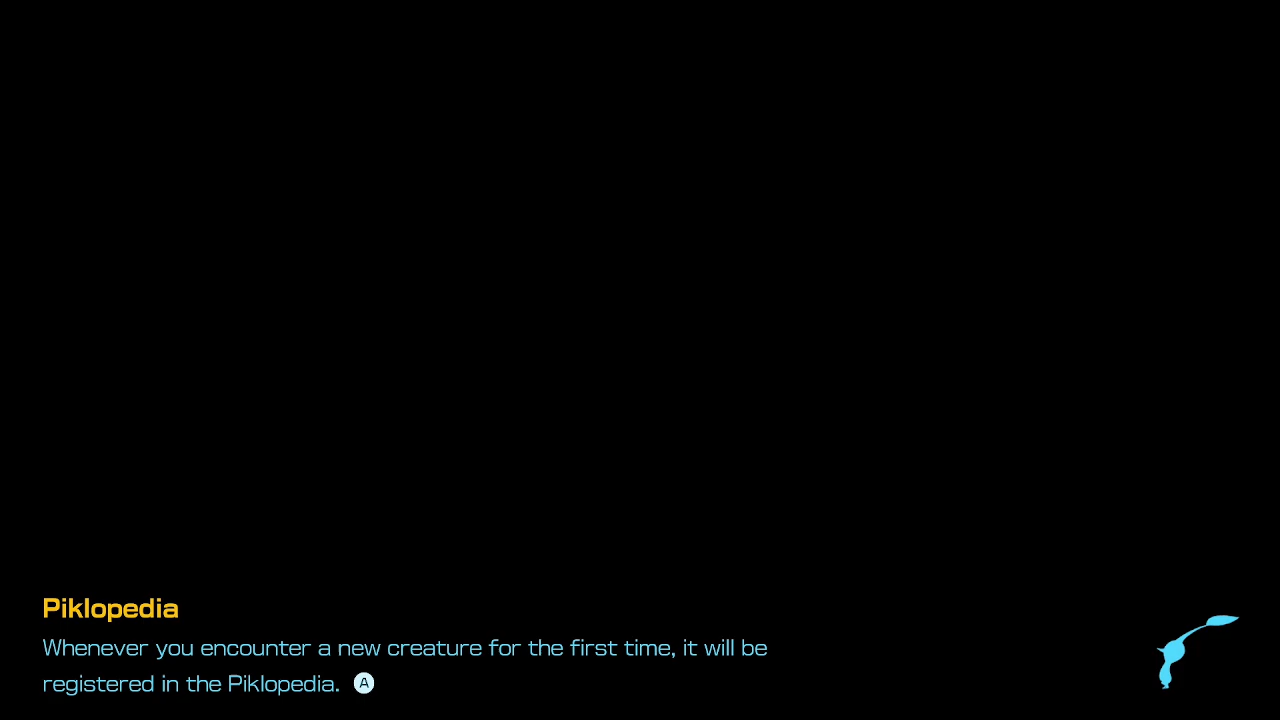 Piklopedia
Whenever you encounter a new creature for the first time, it will be
registered in the Piklopedia. A